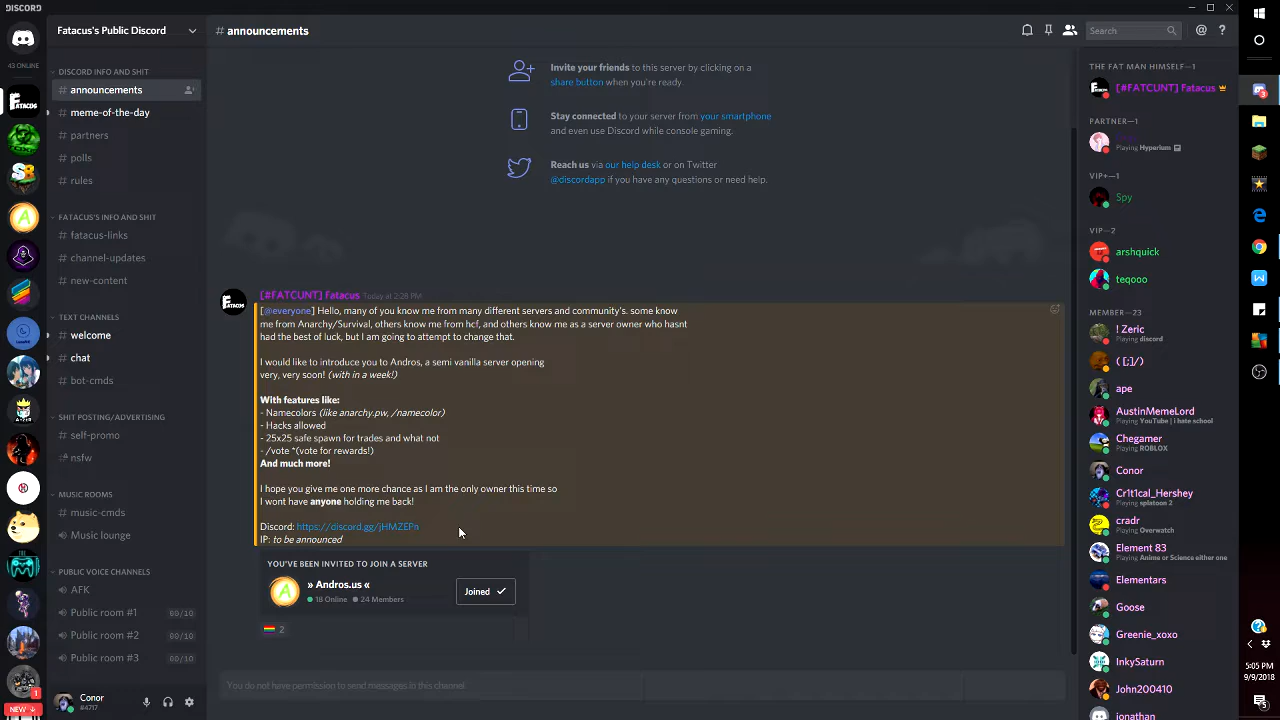 DISCORD
43 ONLINE
NEW ↓
1
Fatacus's Public Discord
DISCORD INFO AND SHIT
# announcements
meme-of-the-day
# partners
# polls
# rules
FATACUS'S INFO AND SHIT
# fatacus-links
# channel-updates
# new-content
TEXT CHANNELS
# welcome
# chat
# bot-cmds
SHIT POSTING/ADVERTISING
# self-promo
nsfw
MUSIC ROOMS
# music-cmds
Music lounge
PUBLIC VOICE CHANNELS
AFK
Public room #1 00/10
Public room #2 00/10
Public room #3 00/10
Conor
#4717
# announcements
Search
Invite your friends to this server by clicking on a
share button when you're ready.
Stay connected to your server from your smartphone
and even use Discord while console gaming.
Reach us via our help desk or on Twitter
@discordapp if you have any questions or need help.
[#FATCUNT] Fatacus Today at 2:28 PM
[@everyone] Hello, many of you know me from many different servers and community's. some know
me from Anarchy/Survival, others know me from hcf, and others know me as a server owner who hasnt
had the best of luck, but I am going to attempt to change that.
I would like to introduce you to Andros, a semi vanilla server opening
very, very soon! (with in a week!)
With features like:
- Namecolors (like anarchy.pw, /namecolor)
- Hacks allowed
- 25x25 safe spawn for trades and what not
- /vote *(vote for rewards!)
And much more!
I hope you give me one more chance as I am the only owner this time so
I wont have anyone holding me back!
Discord: https://discord.gg/jHMZEPn
IP: to be announced
YOU'VE BEEN INVITED TO JOIN A SERVER
» Andros.us «
18 Online 24 Members
Joined
2
You do not have permission to send messages in this channel
THE FAT MAN HIMSELF—1
[#FATCUNT] Fatacus
PARTNER—1
Playing Hyperium
VIP+—1
Spy
VIP—2
arshquick
teqooo
MEMBER—23
! Zeric
Playing discord
( [;]/)
ape
AustinMemeLord
Playing YouTube | i hate school
Chegamer
Playing ROBLOX
Conor
Cr1t1cal_Hershey
Playing splatoon 2
cradr
Playing Overwatch
Element 83
Playing Anime or Science either one
Elementars
Goose
Greenie_xoxo
InkySaturn
John200410
jonathan
5:05 PM
9/9/2018